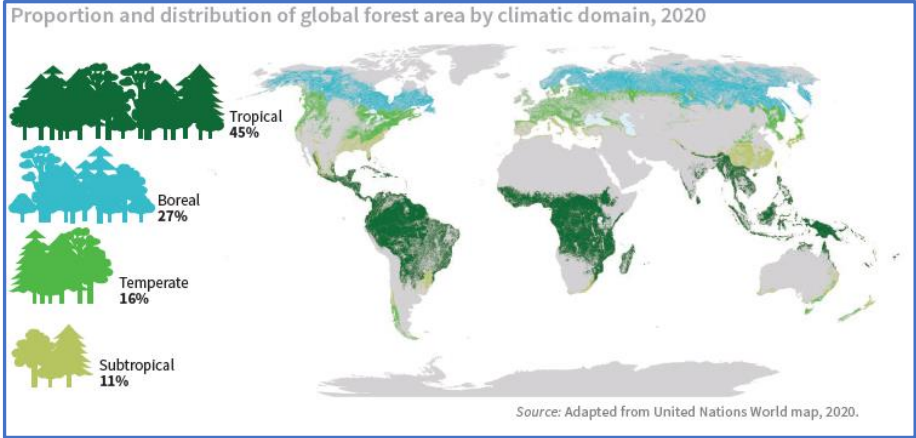 Proportion and distribution of global forest area by climatic domain, 2020
Tropical
45%
Boreal
27%
Temperate
16%
Subtropical
11%
Source: Adapted from United Nations World map, 2020.